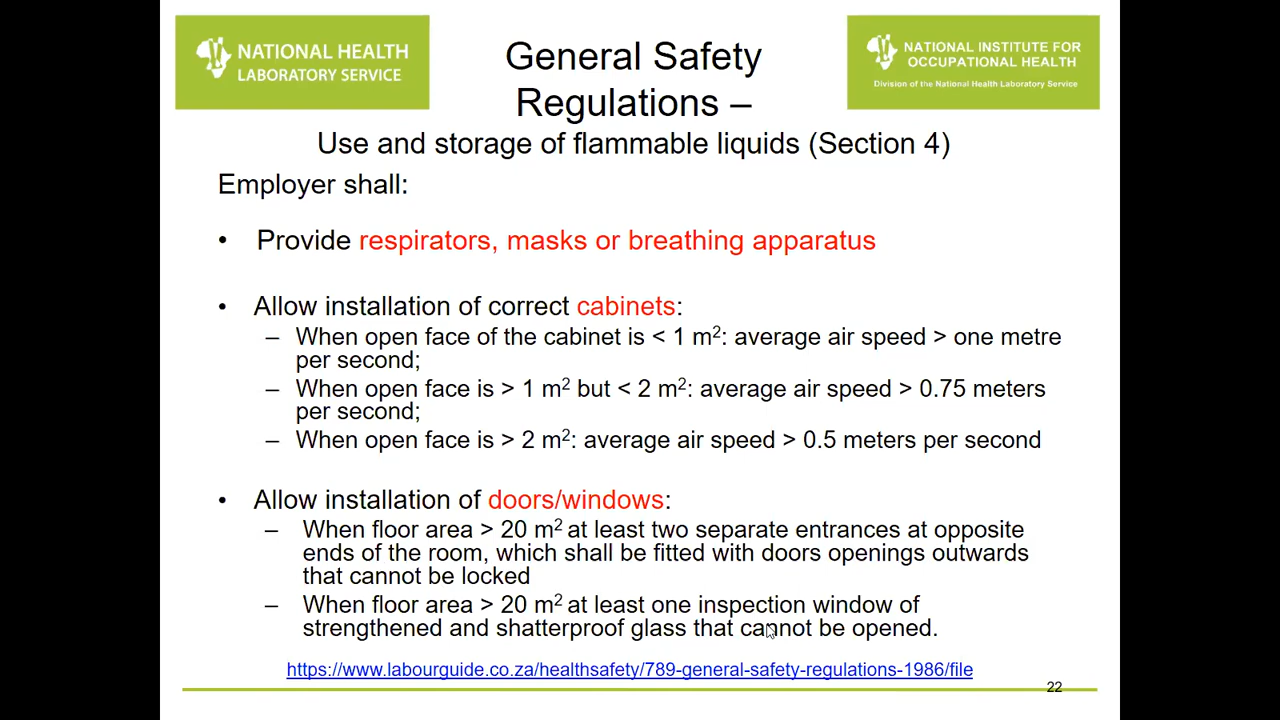 NATIONAL HEALTH
LABORATORY SERVICE
General Safety
Regulations –
NATIONAL INSTITUTE FOR
OCCUPATIONAL HEALTH
Division of the National Health Laboratory Service
Use and storage of flammable liquids (Section 4)
Employer shall:
• Provide respirators, masks or breathing apparatus
• Allow installation of correct cabinets:
– When open face of the cabinet is < 1 m²: average air speed > one metre
per second;
– When open face is > 1 m² but < 2 m²: average air speed > 0.75 meters
per second;
– When open face is > 2 m²: average air speed > 0.5 meters per second
• Allow installation of doors/windows:
– When floor area > 20 m² at least two separate entrances at opposite
ends of the room, which shall be fitted with doors openings outwards
that cannot be locked
– When floor area > 20 m² at least one inspection window of
strengthened and shatterproof glass that cannot be opened.
https://www.labourguide.co.za/healthsafety/789-general-safety-regulations-1986/file
22